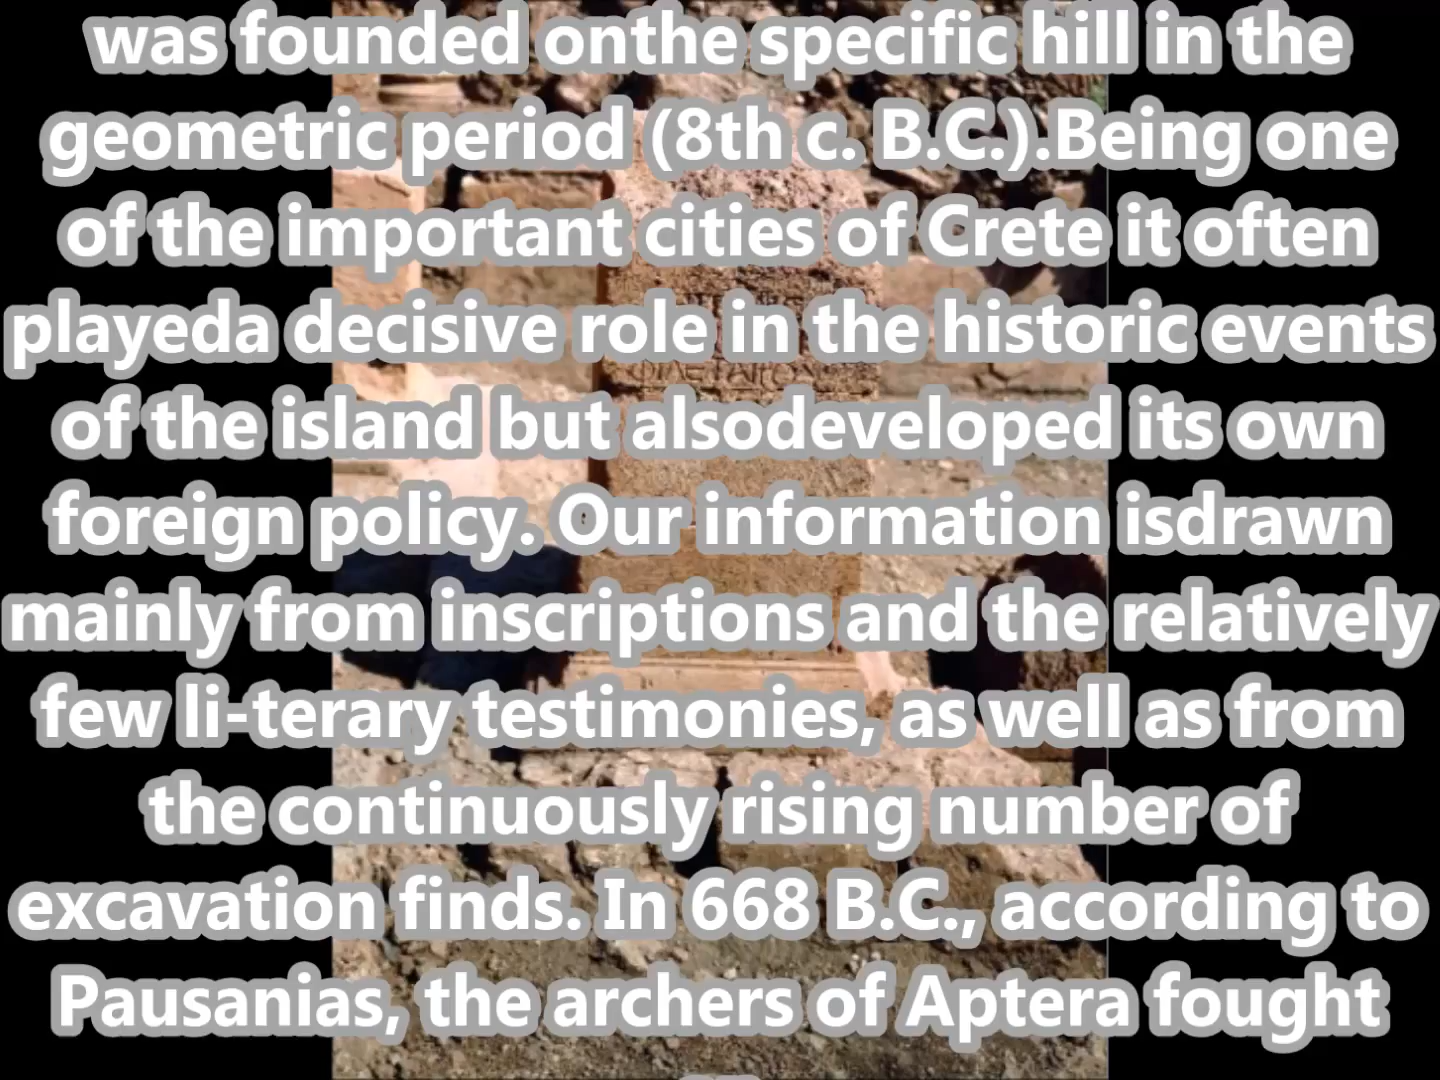 was founded onthe specific hill in the
geometric period (8th c. B.C.).Being one
of the important cities of Crete it often
playeda decisive role in the historic events
of the island but alsodeveloped its own
foreign policy. Our information isdrawn
mainly from inscriptions and the relatively
few li-terary testimonies, as well as from
the continuously rising number of
excavation finds. In 668 B.C., according to
Pausanias, the archers of Aptera fought